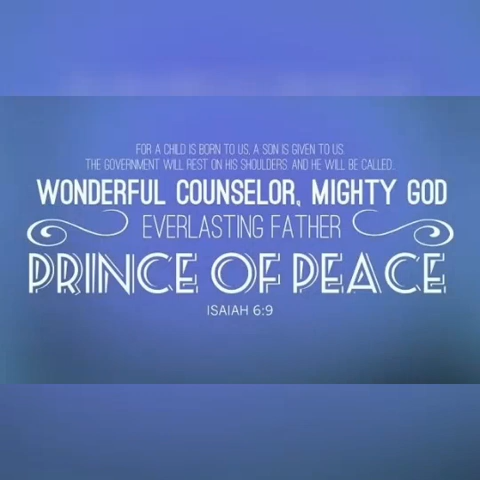 FOR A CHILD IS BORN TO US, A SON IS GIVEN TO US
THE GOVERNMENT WILL REST ON HIS SHOULDERS. AND HE WILL BE CALLED..
WONDERFUL COUNSELOR, MIGHTY GOD
EVERLASTING FATHER
PRINCE OF PEACE
ISAIAH 6:9